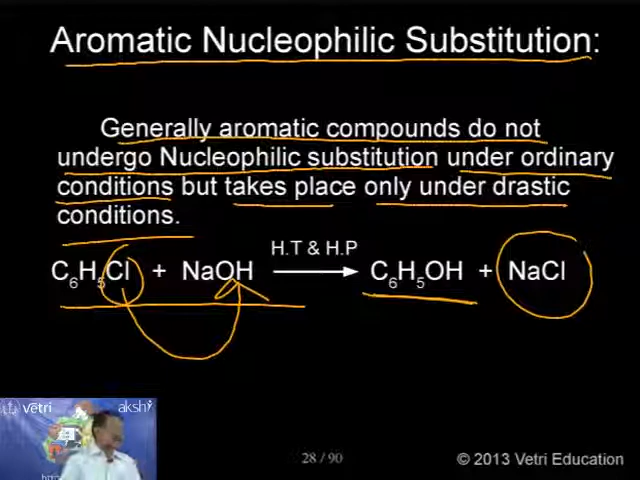 Aromatic Nucleophilic Substitution:
Generally aromatic compounds do not
undergo Nucleophilic substitution under ordinary
conditions but takes place only under drastic
conditions.
H.T & H.P
C₆H₅Cl + NaOH ⟶ C₆H₅OH + NaCl
vetri akshi
28 / 90
© 2013 Vetri Education